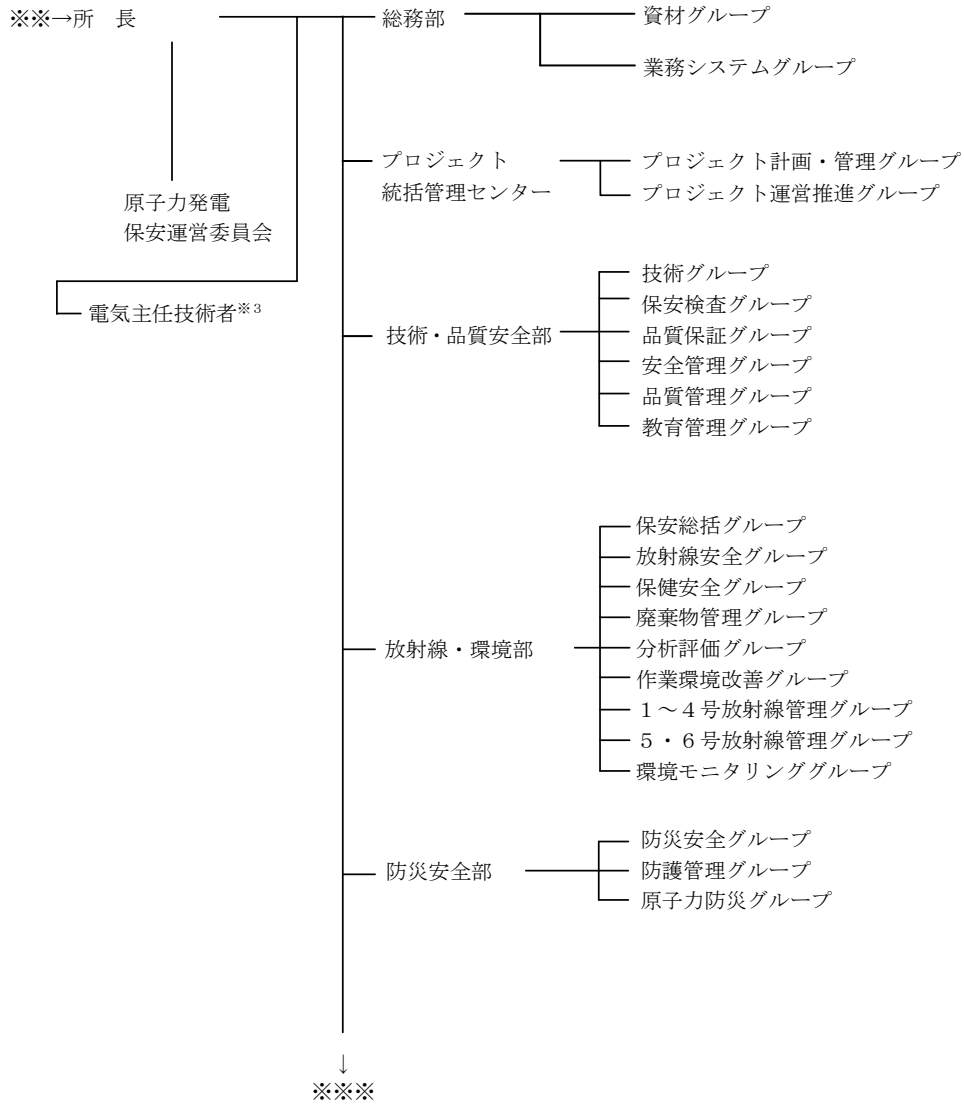 ※※→所　長
総務部
資材グループ
業務システムグループ
原子力発電
保安運営委員会
電気主任技術者※3
プロジェクト
統括管理センター
プロジェクト計画・管理グループ
プロジェクト運営推進グループ
技術・品質安全部
技術グループ
保安検査グループ
品質保証グループ
安全管理グループ
品質管理グループ
教育管理グループ
放射線・環境部
保安総括グループ
放射線安全グループ
保健安全グループ
廃棄物管理グループ
分析評価グループ
作業環境改善グループ
１～４号放射線管理グループ
５・６号放射線管理グループ
環境モニタリンググループ
防災安全部
防災安全グループ
防護管理グループ
原子力防災グループ
↓
※※※